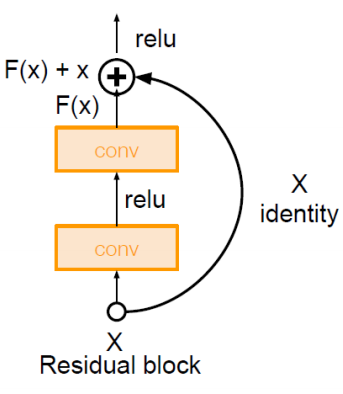 relu
F(x) + x
F(x)
conv
relu
X
identity
conv
X
Residual block